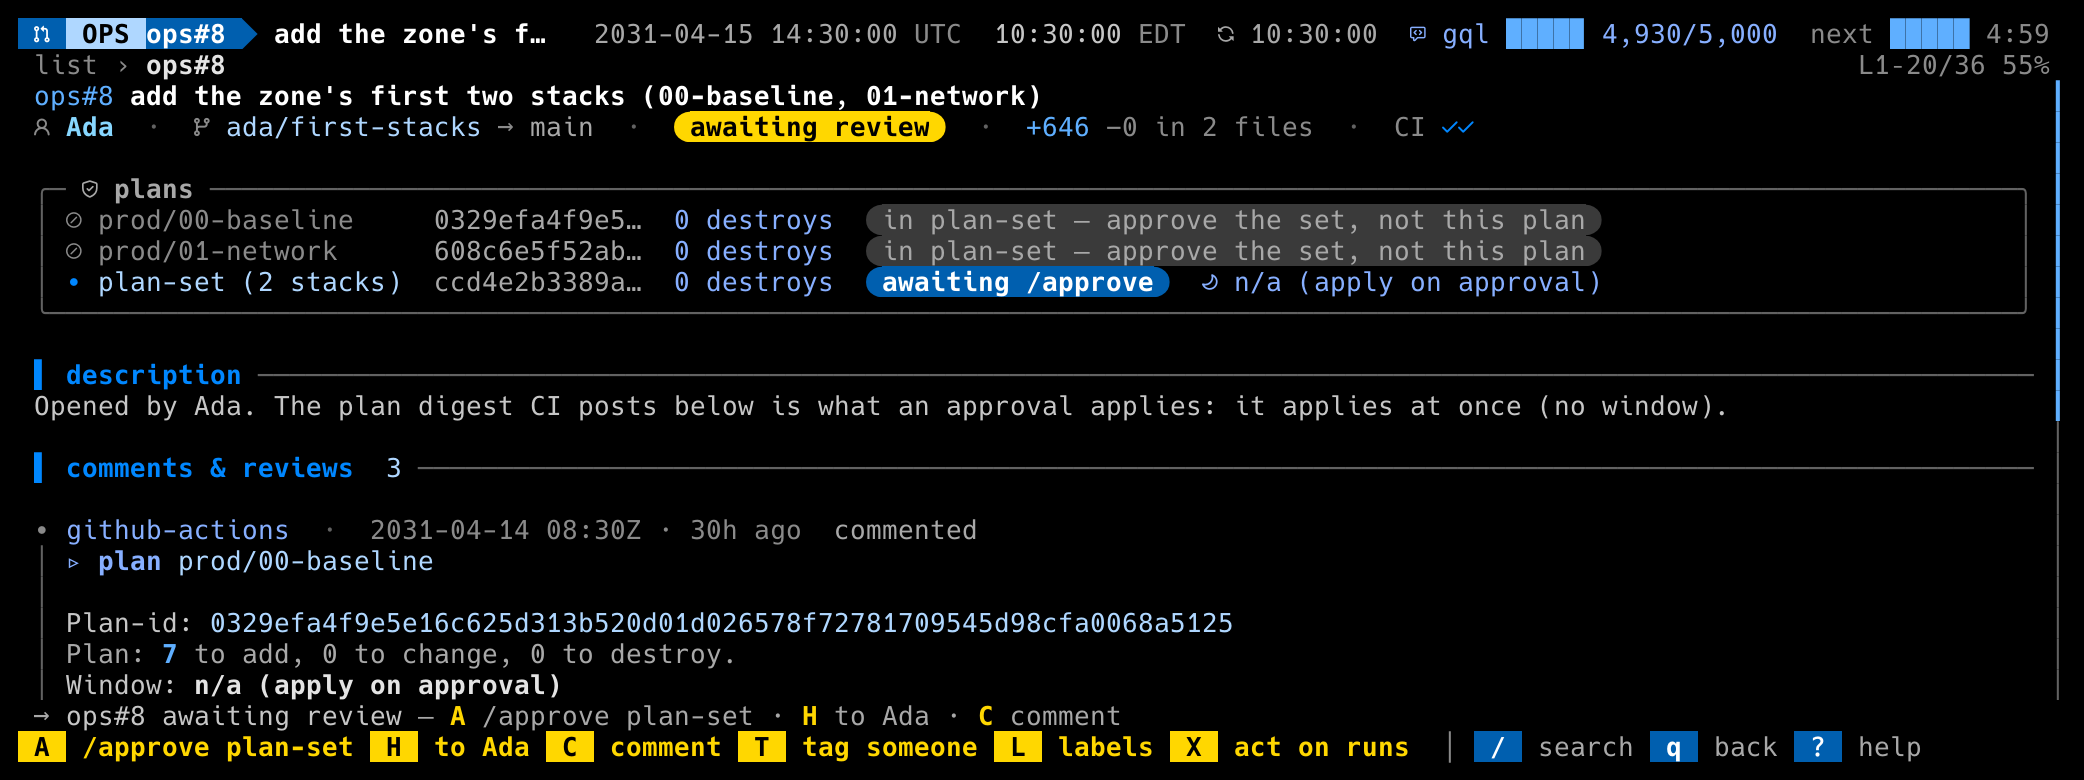 OPS ops#8 add the zone's f… 2031-04-15 14:30:00 UTC 10:30:00 EDT 10:30:00 gql 4,930/5,000 next 4:59
list › ops#8 L1-20/36 55%
ops#8 add the zone's first two stacks (00-baseline, 01-network)
Ada · ada/first-stacks → main · awaiting review · +646 −0 in 2 files · CI ✓✓
plans
prod/00-baseline 0329efa4f9e5… 0 destroys in plan-set — approve the set, not this plan
prod/01-network 608c6e5f52ab… 0 destroys in plan-set — approve the set, not this plan
• plan-set (2 stacks) ccd4e2b3389a… 0 destroys awaiting /approve n/a (apply on approval)
description
Opened by Ada. The plan digest CI posts below is what an approval applies: it applies at once (no window).
comments & reviews 3
• github-actions · 2031-04-14 08:30Z · 30h ago commented
▹ plan prod/00-baseline
Plan-id: 0329efa4f9e5e16c625d313b520d01d026578f72781709545d98cfa0068a5125
Plan: 7 to add, 0 to change, 0 to destroy.
Window: n/a (apply on approval)
→ ops#8 awaiting review — A /approve plan-set · H to Ada · C comment
A /approve plan-set H to Ada C comment T tag someone L labels X act on runs │ / search q back ? help